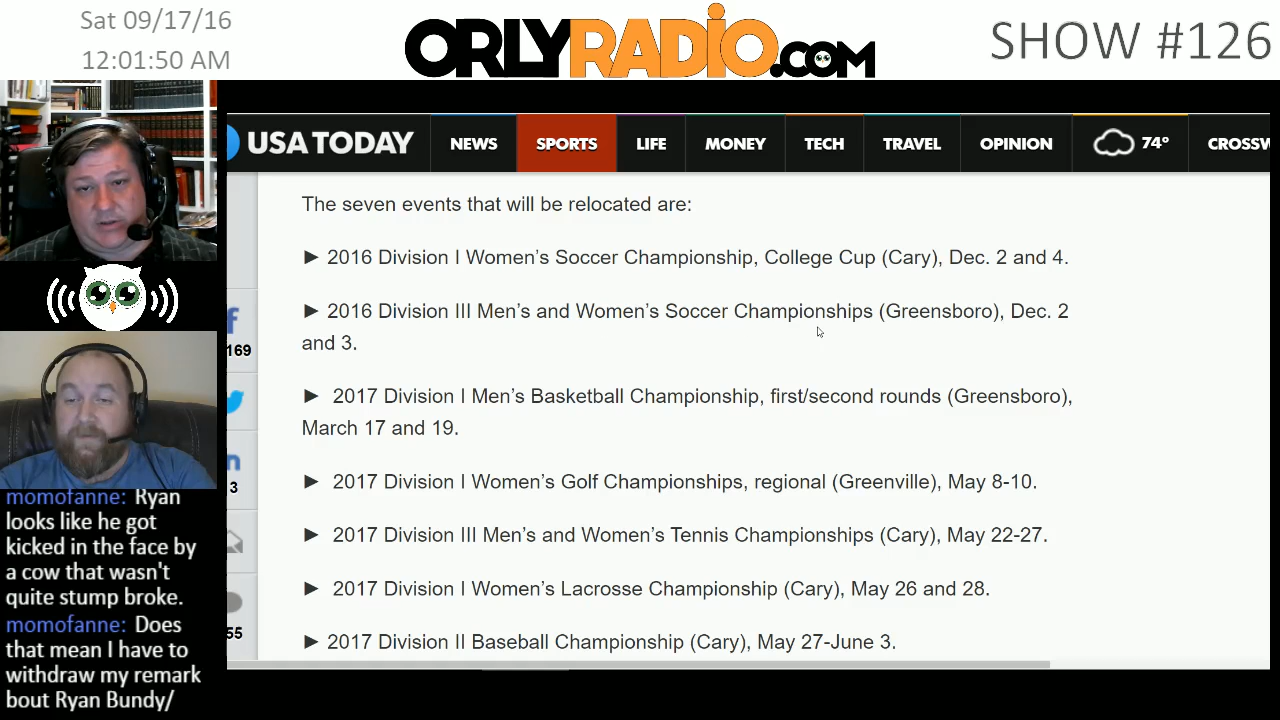 Sat 09/17/16
12:01:50 AM
ORLYRADIO.COM
SHOW #126
USA TODAY
NEWS
SPORTS
LIFE
MONEY
TECH
TRAVEL
OPINION
74°
CROSSW
The seven events that will be relocated are:
► 2016 Division I Women’s Soccer Championship, College Cup (Cary), Dec. 2 and 4.
► 2016 Division III Men’s and Women’s Soccer Championships (Greensboro), Dec. 2
and 3.
► 2017 Division I Men’s Basketball Championship, first/second rounds (Greensboro),
March 17 and 19.
► 2017 Division I Women’s Golf Championships, regional (Greenville), May 8-10.
► 2017 Division III Men’s and Women’s Tennis Championships (Cary), May 22-27.
► 2017 Division I Women’s Lacrosse Championship (Cary), May 26 and 28.
► 2017 Division II Baseball Championship (Cary), May 27-June 3.
169
3
55
momofanne: Ryan
looks like he got
kicked in the face by
a cow that wasn't
quite stump broke.
momofanne: Does
that mean I have to
withdraw my remark
bout Ryan Bundy/